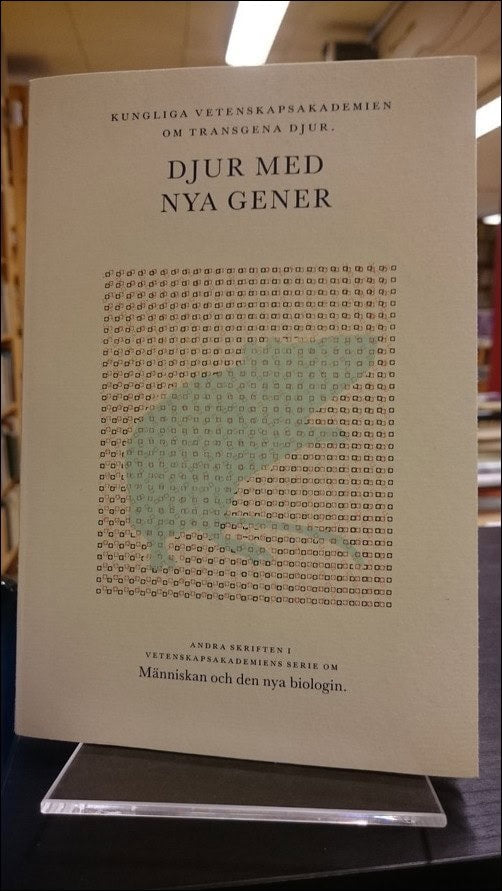 KUNGLIGA VETENSKAPSAKADEMIEN
OM TRANSGENA DJUR.
DJUR MED
NYA GENER
ANDRA SKRIFTEN I
VETENSKAPSAKADEMIENS SERIE OM
Människan och den nya biologin.